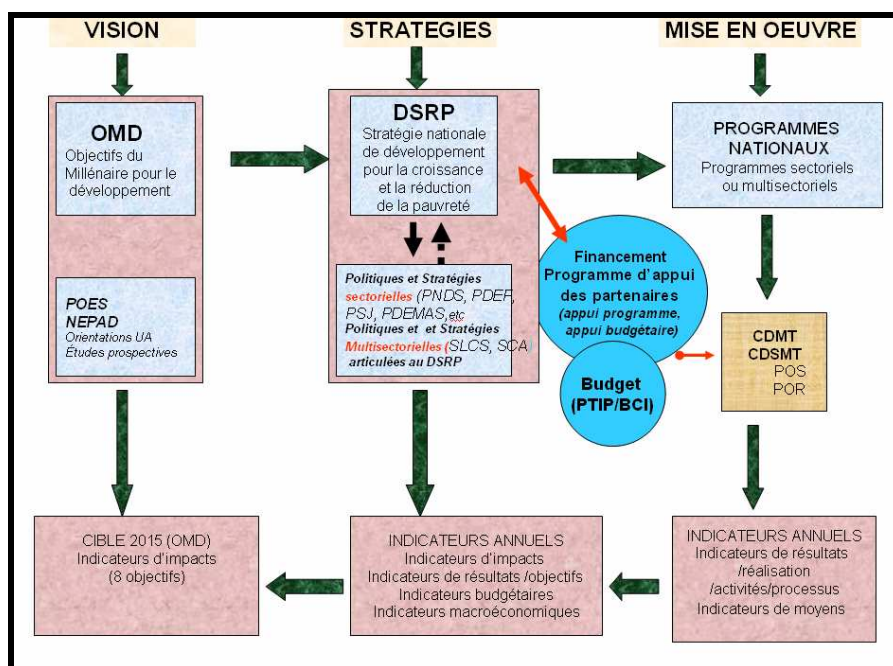 VISION
STRATEGIES
MISE EN OEUVRE
OMD
Objectifs du
Millénaire pour le
développement
POES
NEPAD
Orientations UA
Études prospectives
DSRP
Stratégie nationale
de développement
pour la croissance
et la réduction
de la pauvreté
Politiques et Stratégies
sectorielles (PNDS, PDEF,
PSJ, PDEMAS,etc
Politiques et et Stratégies
Multisectorielles (SLCS, SCA
articulées au DSRP
PROGRAMMES
NATIONAUX
Programmes sectoriels
ou multisectoriels
Financement
Programme d'appui
des partenaires
(appui programme,
appui budgétaire)
Budget
(PTIP/BCI)
CDMT
CDSMT
POS
POR
CIBLE 2015 (OMD)
Indicateurs d'impacts
(8 objectifs)
INDICATEURS ANNUELS
Indicateurs d'impacts
Indicateurs de résultats /objectifs
Indicateurs budgétaires
Indicateurs macroéconomiques
INDICATEURS ANNUELS
Indicateurs de résultats
/réalisation
/activités/processus
Indicateurs de moyens